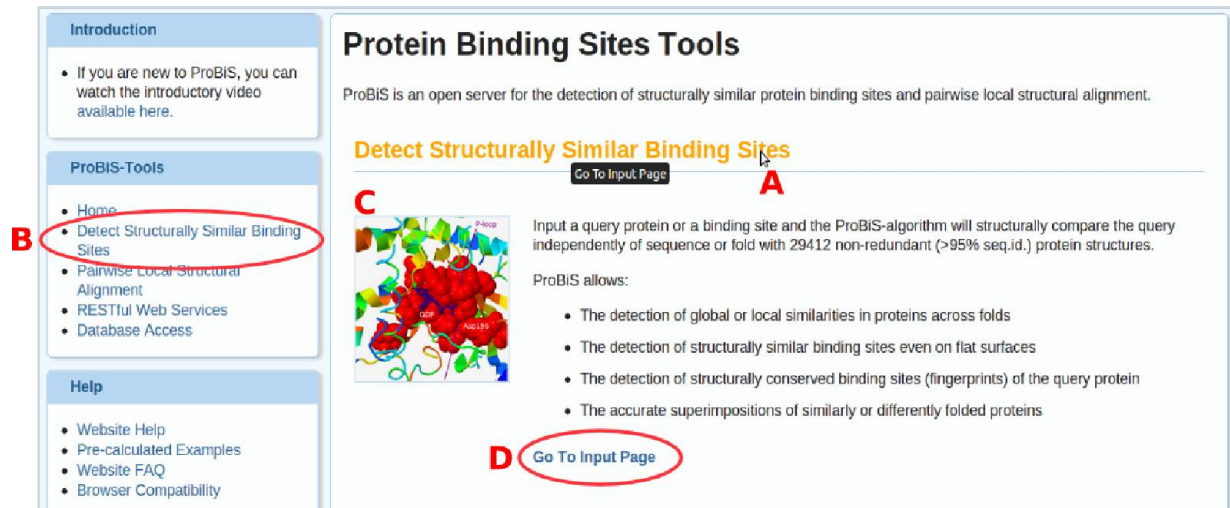 Introduction
• If you are new to ProBiS, you can
watch the introductory video
available here.
ProBiS-Tools
• Home
• Detect Structurally Similar Binding
Sites
• Pairwise Local Structural
Alignment
• RESTful Web Services
• Database Access
B
Help
• Website Help
• Pre-calculated Examples
• Website FAQ
• Browser Compatibility
Protein Binding Sites Tools
ProBiS is an open server for the detection of structurally similar protein binding sites and pairwise local structural alignment.
Detect Structurally Similar Binding Sites
Go To Input Page
A
C
P-loop
GDP
Asp196
Input a query protein or a binding site and the ProBiS-algorithm will structurally compare the query
independently of sequence or fold with 29412 non-redundant (>95% seq.id.) protein structures.
ProBiS allows:
• The detection of global or local similarities in proteins across folds
• The detection of structurally similar binding sites even on flat surfaces
• The detection of structurally conserved binding sites (fingerprints) of the query protein
• The accurate superimpositions of similarly or differently folded proteins
D
Go To Input Page